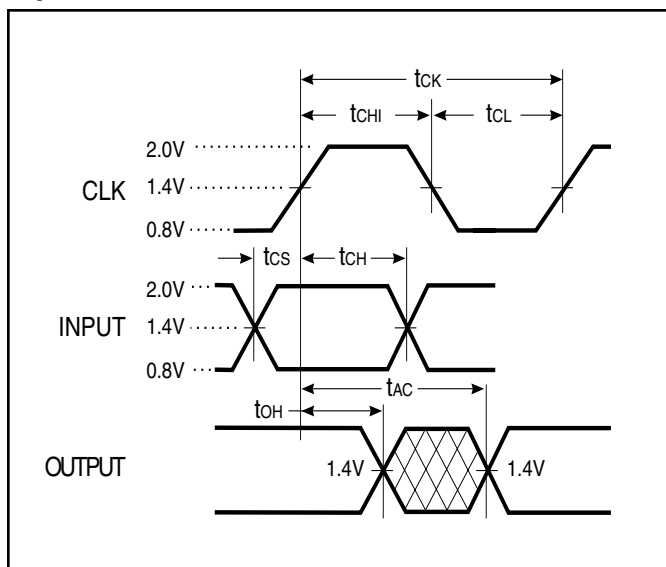 tCK
tCHI tCL
2.0V
CLK 1.4V
0.8V
tCS tCH
2.0V
INPUT 1.4V
0.8V
tAC
tOH
OUTPUT 1.4V 1.4V